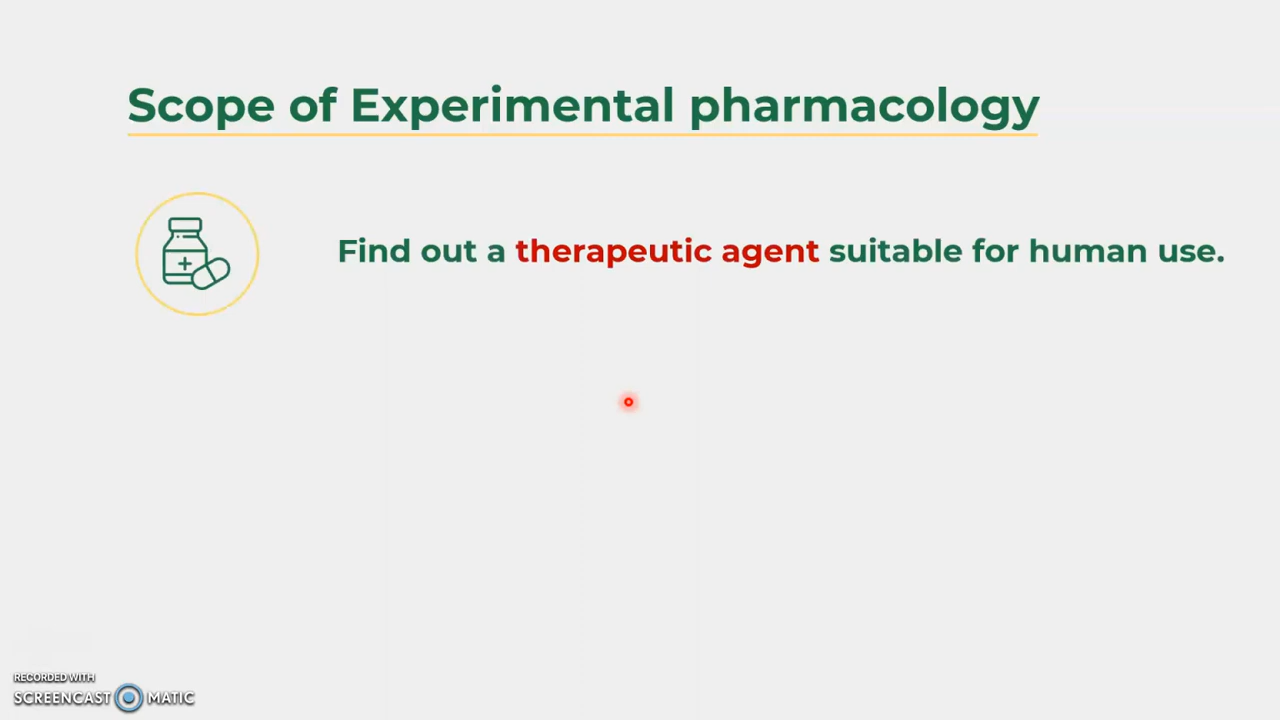 Scope of Experimental pharmacology
Find out a therapeutic agent suitable for human use.
RECORDED WITH
SCREENCAST MATIC